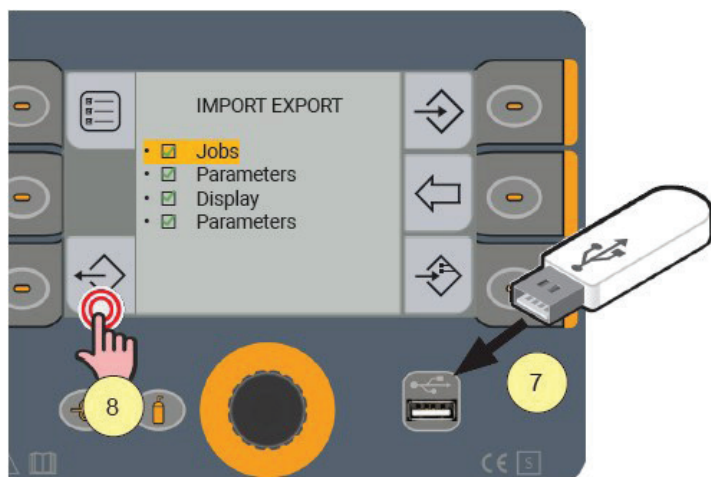 IMPORT EXPORT
• Jobs
• Parameters
• Display
• Parameters
7
8
CE S